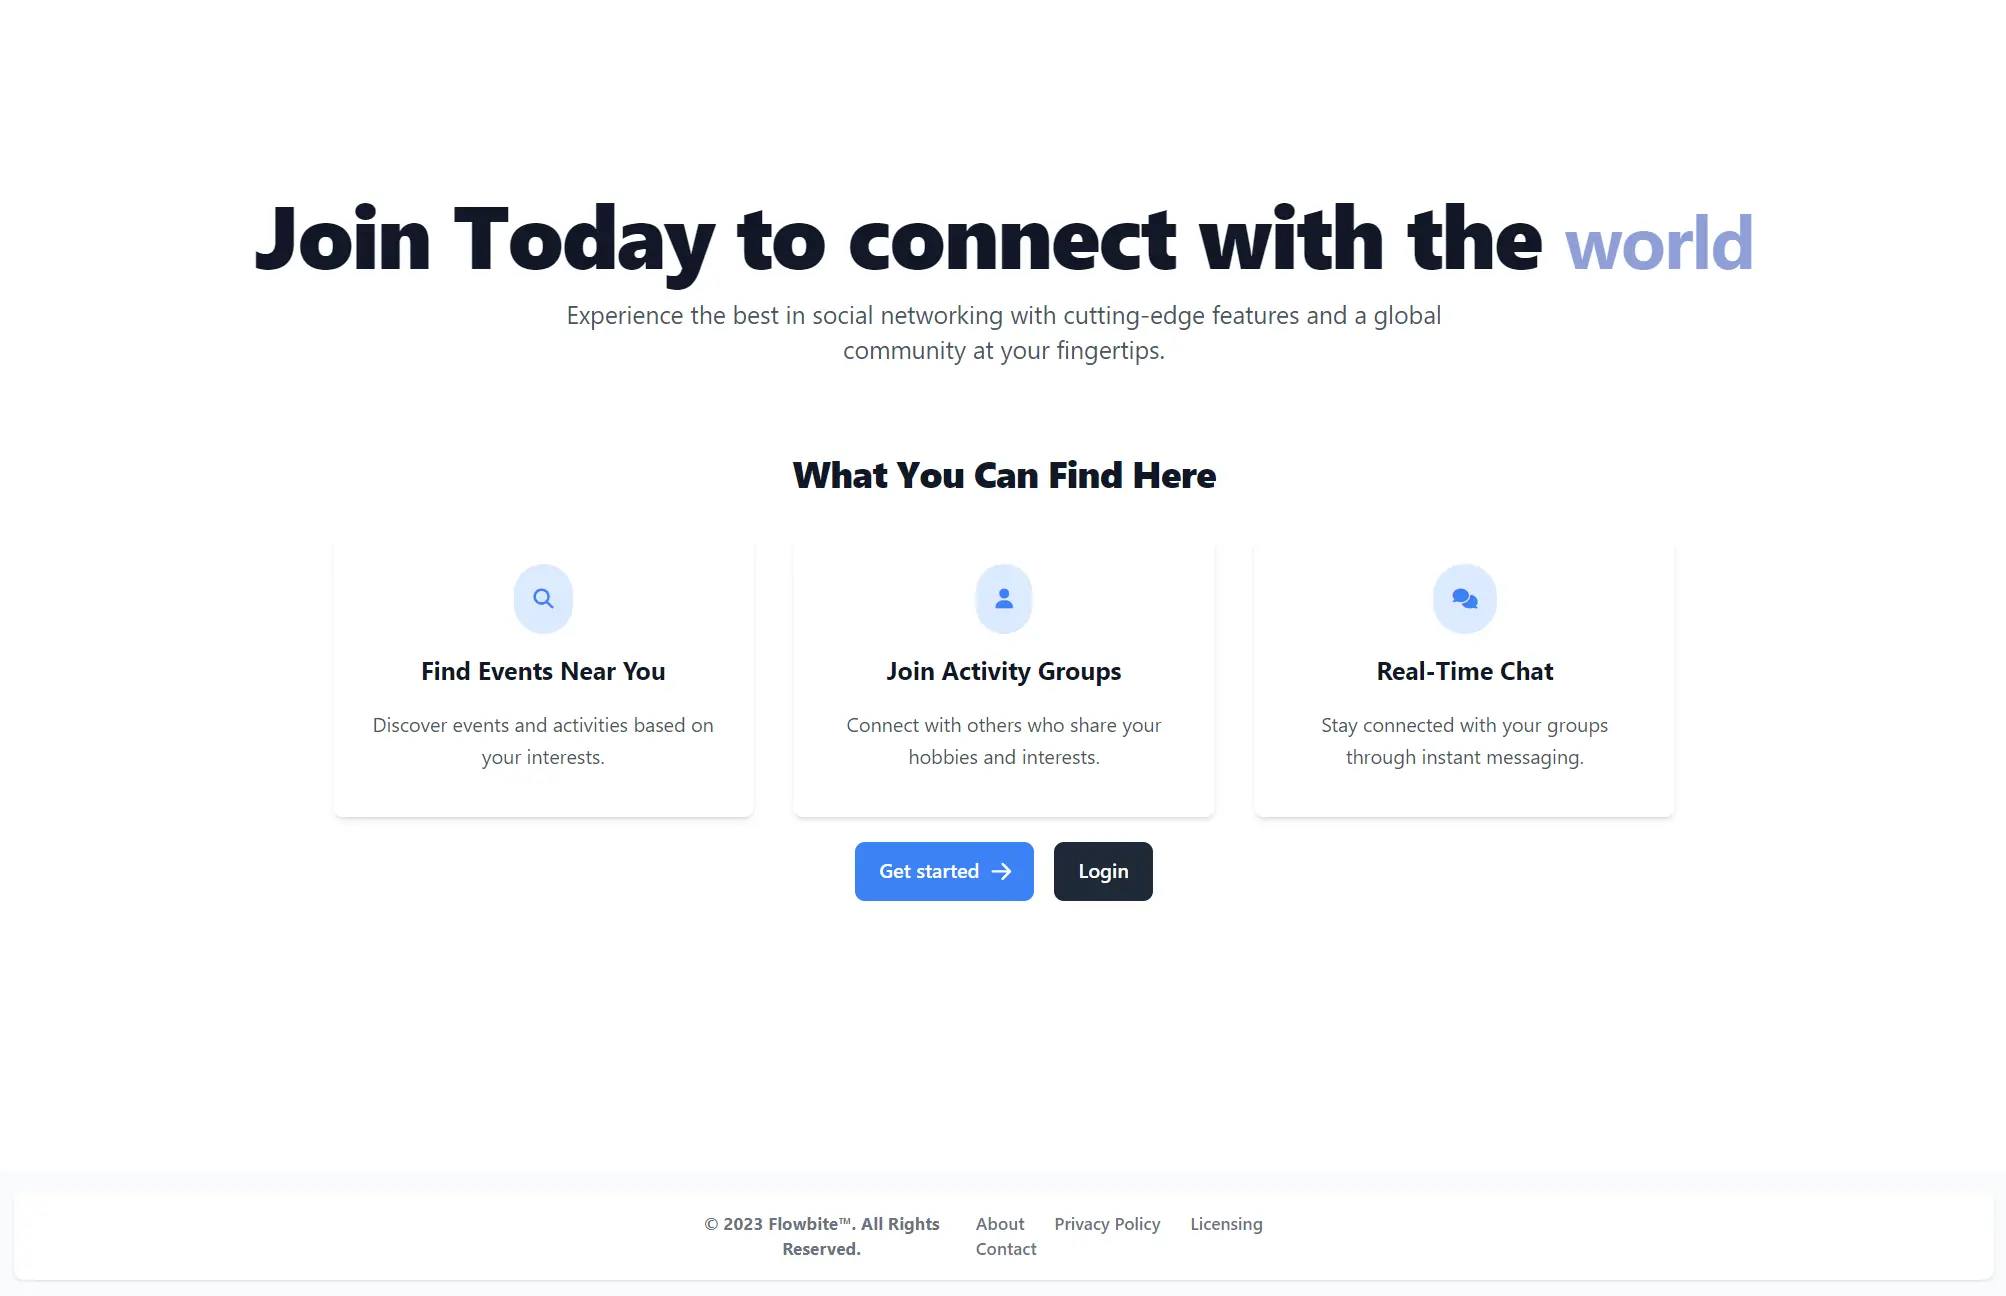 Join Today to connect with the world
Experience the best in social networking with cutting-edge features and a global
community at your fingertips.
What You Can Find Here
Find Events Near You
Discover events and activities based on
your interests.
Join Activity Groups
Connect with others who share your
hobbies and interests.
Real-Time Chat
Stay connected with your groups
through instant messaging.
Get started
Login
© 2023 Flowbite™. All Rights
Reserved.
About Privacy Policy Licensing
Contact